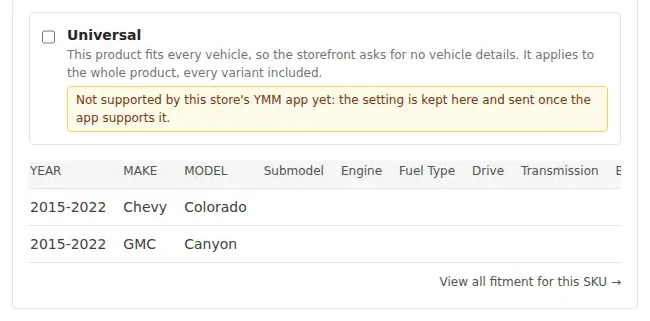 Universal
This product fits every vehicle, so the storefront asks for no vehicle details. It applies to
the whole product, every variant included.
Not supported by this store's YMM app yet: the setting is kept here and sent once the
app supports it.
YEAR MAKE MODEL Submodel Engine Fuel Type Drive Transmission
2015-2022 Chevy Colorado
2015-2022 GMC Canyon
View all fitment for this SKU →